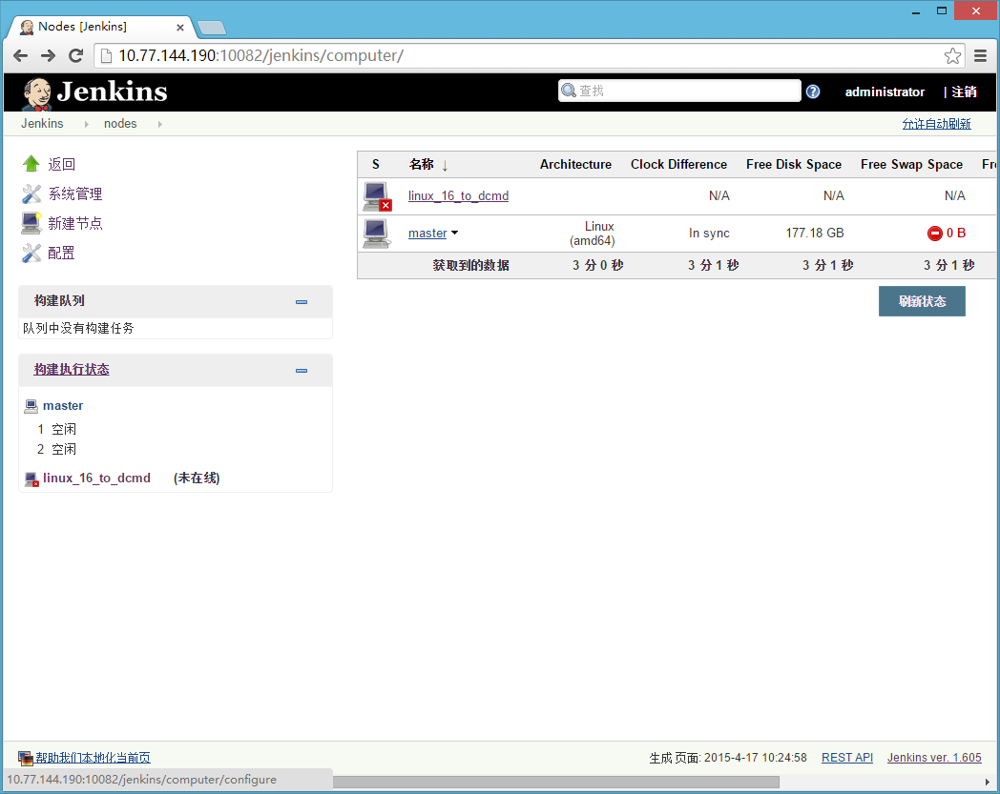 Nodes [Jenkins]
10.77.144.190:10082/jenkins/computer/
Jenkins
查找
administrator
| 注销
Jenkins
nodes
允许自动刷新
返回
系统管理
新建节点
配置
构建队列
队列中没有构建任务
构建执行状态
master
1 空闲
2 空闲
linux_16_to_dcmd (未在线)
S 名称 ↓ Architecture Clock Difference Free Disk Space Free Swap Space Fr
linux_16_to_dcmd N/A N/A N/A
master Linux (amd64) In sync 177.18 GB 0 B
获取到的数据 3 分 0 秒 3 分 1 秒 3 分 1 秒 3 分 1 秒
刷新状态
帮助我们本地化当前页
生成页面: 2015-4-17 10:24:58 REST API Jenkins ver. 1.605
10.77.144.190:10082/jenkins/computer/configure